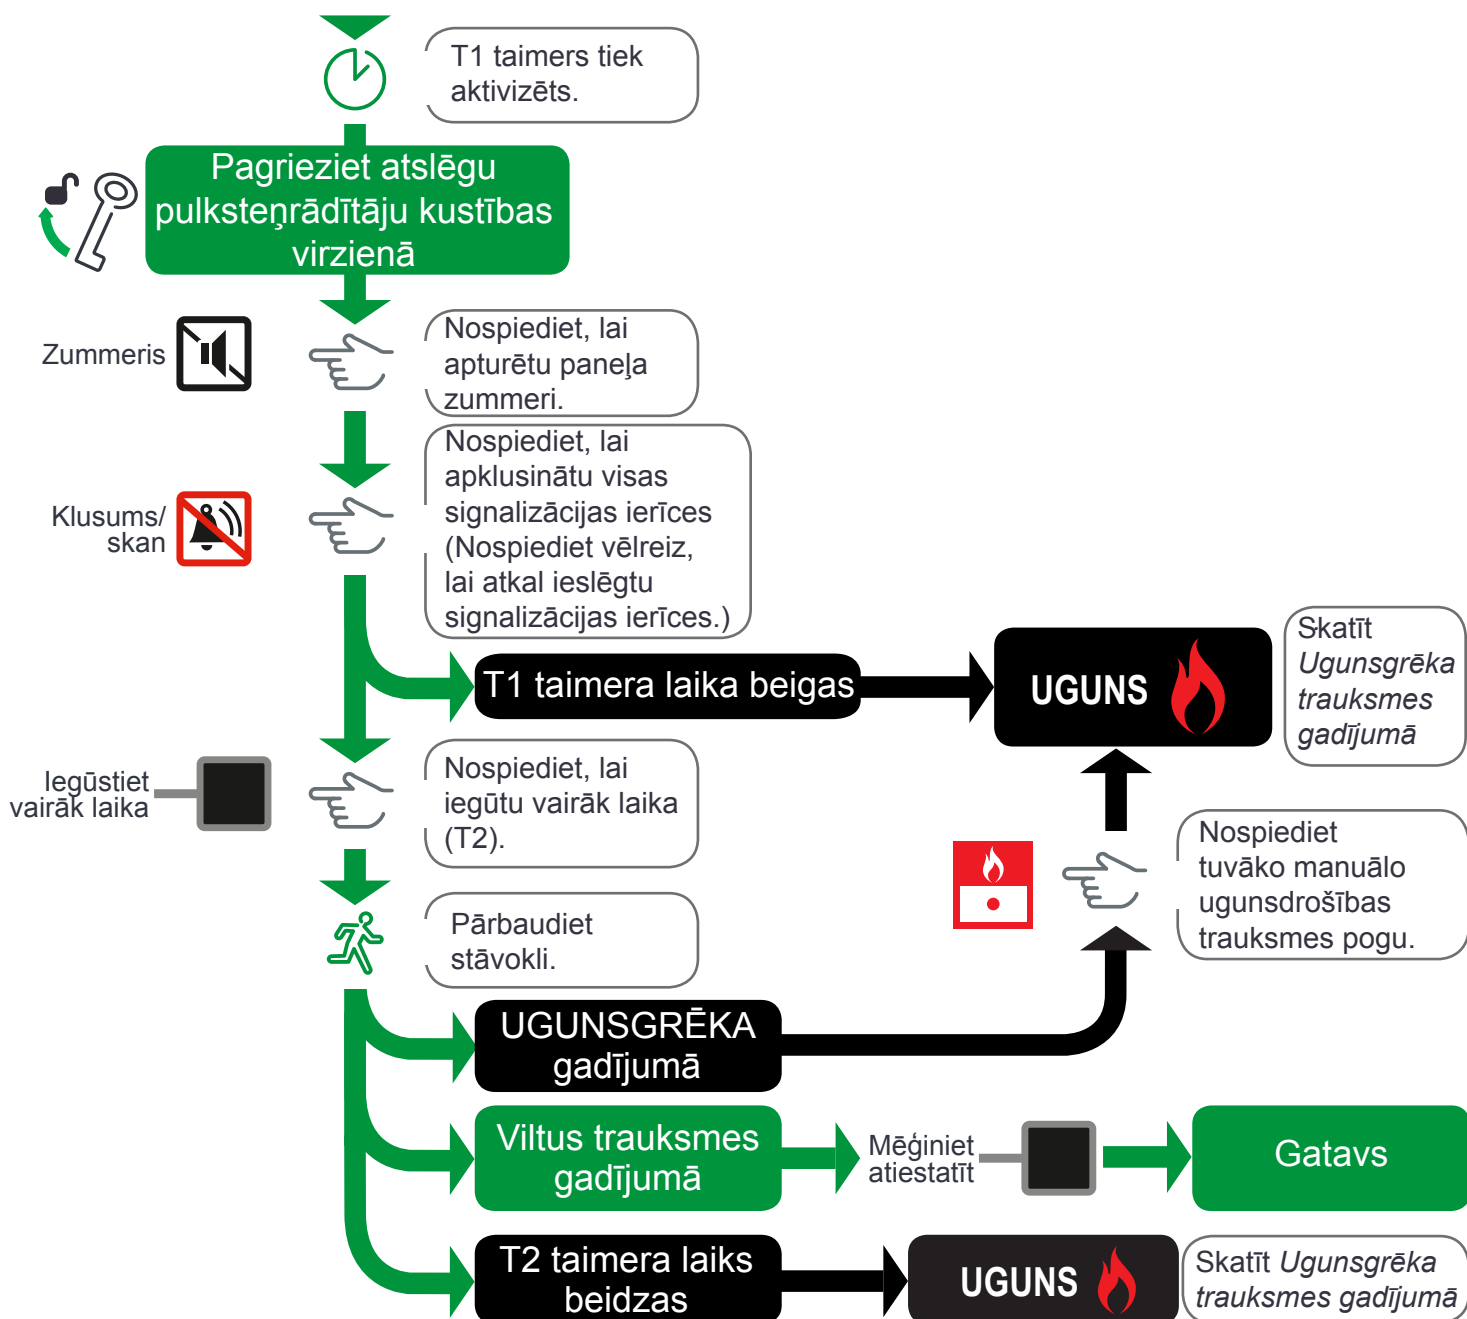 T1 taimers tiek
aktivizēts.
Pagrieziet atslēgu
pulksteņrādītāju kustības
virzienā
Zummeris
Nospiediet, lai
apturētu paneļa
zummeri.
Klusums/
skan
Nospiediet, lai
apklusinātu visas
signalizācijas ierīces
(Nospiediet vēlreiz,
lai atkal ieslēgtu
signalizācijas ierīces.)
T1 taimera laika beigas
UGUNS
Skatīt
Ugunsgrēka
trauksmes
gadījumā
Iegūstiet
vairāk laika
Nospiediet, lai
iegūtu vairāk laika
(T2).
Nospiediet
tuvāko manuālo
ugunsdrošības
trauksmes pogu.
Pārbaudiet
stāvokli.
UGUNSGRĒKA
gadījumā
Viltus trauksmes
gadījumā
Mēģiniet
atiestatīt
Gatavs
T2 taimera laiks
beidzas
UGUNS
Skatīt Ugunsgrēka
trauksmes gadījumā